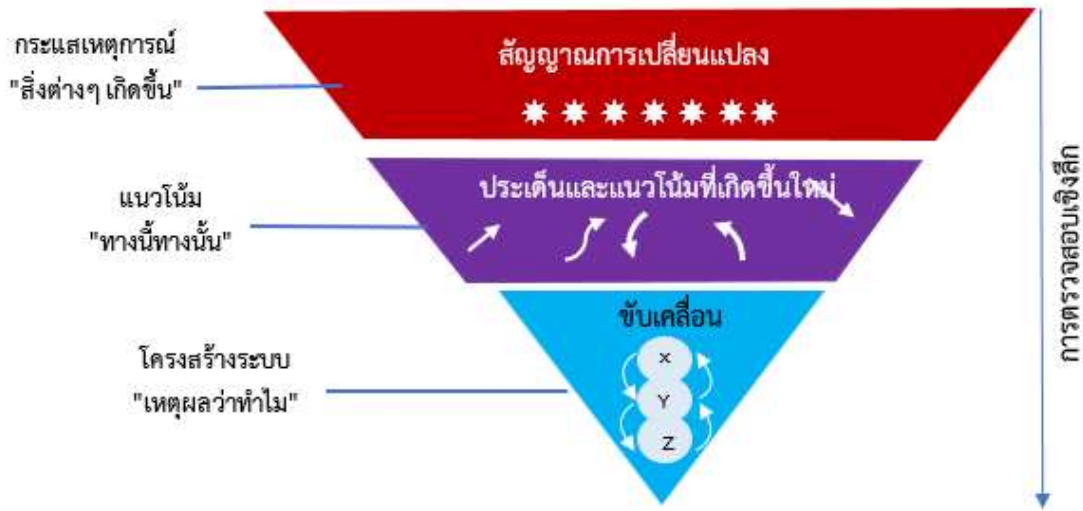 กระแสเหตุการณ์
"สิ่งต่างๆ เกิดขึ้น"
สัญญาณการเปลี่ยนแปลง
แนวโน้ม
"ทางนี้ทางนั้น"
ประเด็นและแนวโน้มที่เกิดขึ้นใหม่
โครงสร้างระบบ
"เหตุผลว่าทำไม"
ขับเคลื่อน
X
Y
Z
การตรวจสอบเชิงลึก